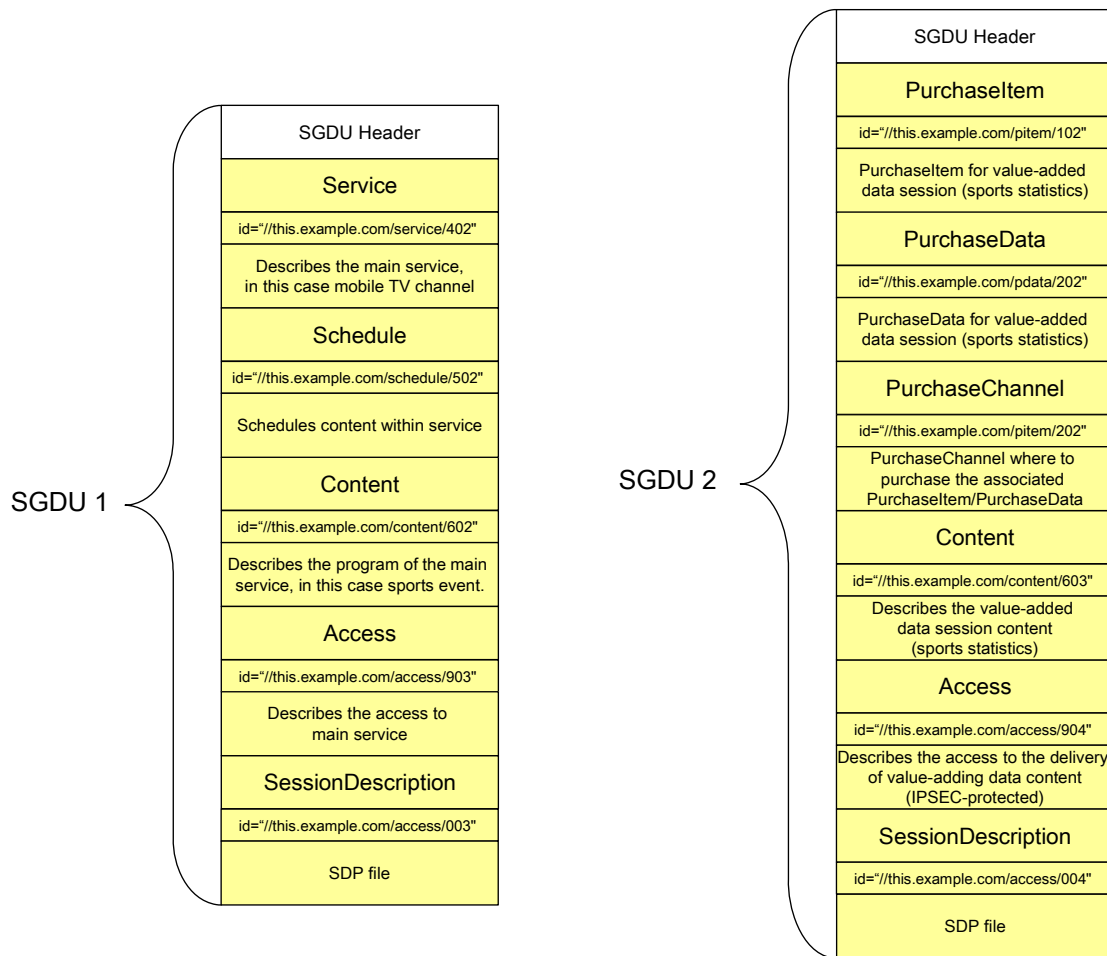 SGDU 1
SGDU Header
Service
id=“//this.example.com/service/402"
Describes the main service,
in this case mobile TV channel
Schedule
id=“//this.example.com/schedule/502"
Schedules content within service
Content
id=“//this.example.com/content/602"
Describes the program of the main
service, in this case sports event.
Access
id=“//this.example.com/access/903"
Describes the access to
main service
SessionDescription
id=“//this.example.com/access/003"
SDP file
SGDU 2
SGDU Header
PurchaseItem
id=“//this.example.com/pitem/102"
PurchaseItem for value-added
data session (sports statistics)
PurchaseData
id=“//this.example.com/pdata/202"
PurchaseData for value-added
data session (sports statistics)
PurchaseChannel
id=“//this.example.com/pitem/202"
PurchaseChannel where to
purchase the associated
PurchaseItem/PurchaseData
Content
id=“//this.example.com/content/603"
Describes the value-added
data session content
(sports statistics)
Access
id=“//this.example.com/access/904"
Describes the access to the delivery
of value-adding data content
(IPSEC-protected)
SessionDescription
id=“//this.example.com/access/004"
SDP file